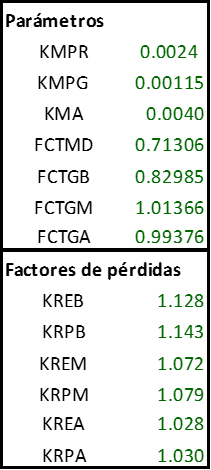 Parámetros
KMPR 0.0024
KMPG 0.00115
KMA 0.0040
FCTMD 0.71306
FCTGB 0.82985
FCTGM 1.01366
FCTGA 0.99376
Factores de pérdidas
KREB 1.128
KRPB 1.143
KREM 1.072
KRPM 1.079
KREA 1.028
KRPA 1.030